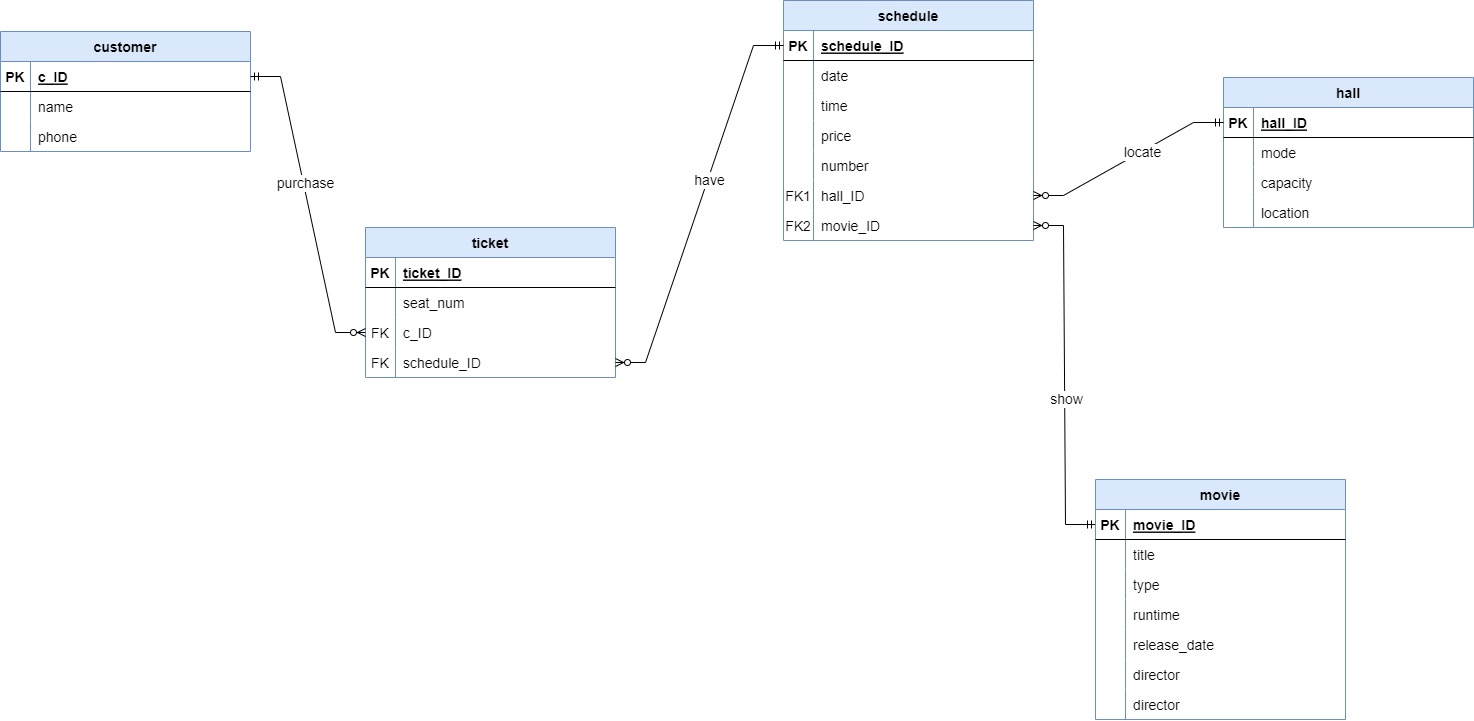 customer
PK c_ID
name
phone
purchase
ticket
PK ticket_ID
seat_num
FK c_ID
FK schedule_ID
have
schedule
PK schedule_ID
date
time
price
number
FK1 hall_ID
FK2 movie_ID
locate
hall
PK hall_ID
mode
capacity
location
show
movie
PK movie_ID
title
type
runtime
release_date
director
director